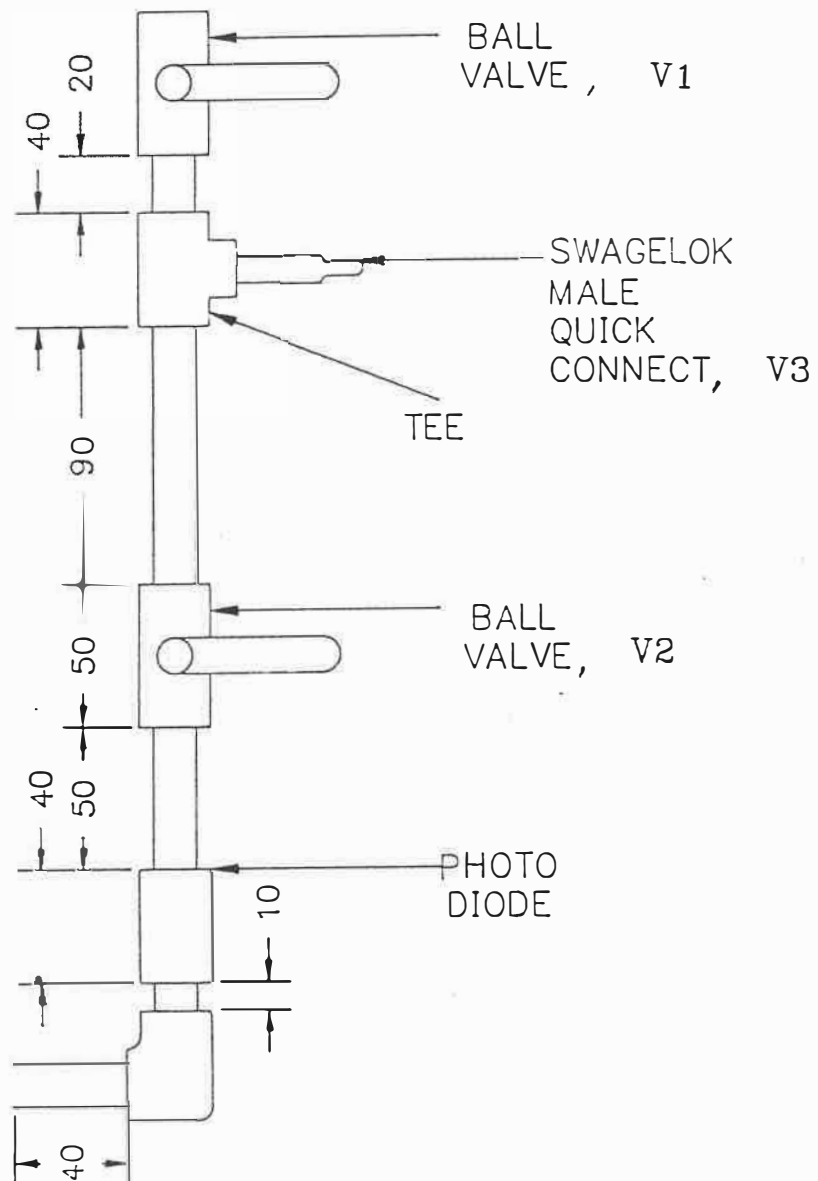 BALL
VALVE , V1
20
40
SWAGELOK
MALE
QUICK
CONNECT, V3
TEE
90
BALL
VALVE, V2
50
40
50
PHOTO
DIODE
10
40